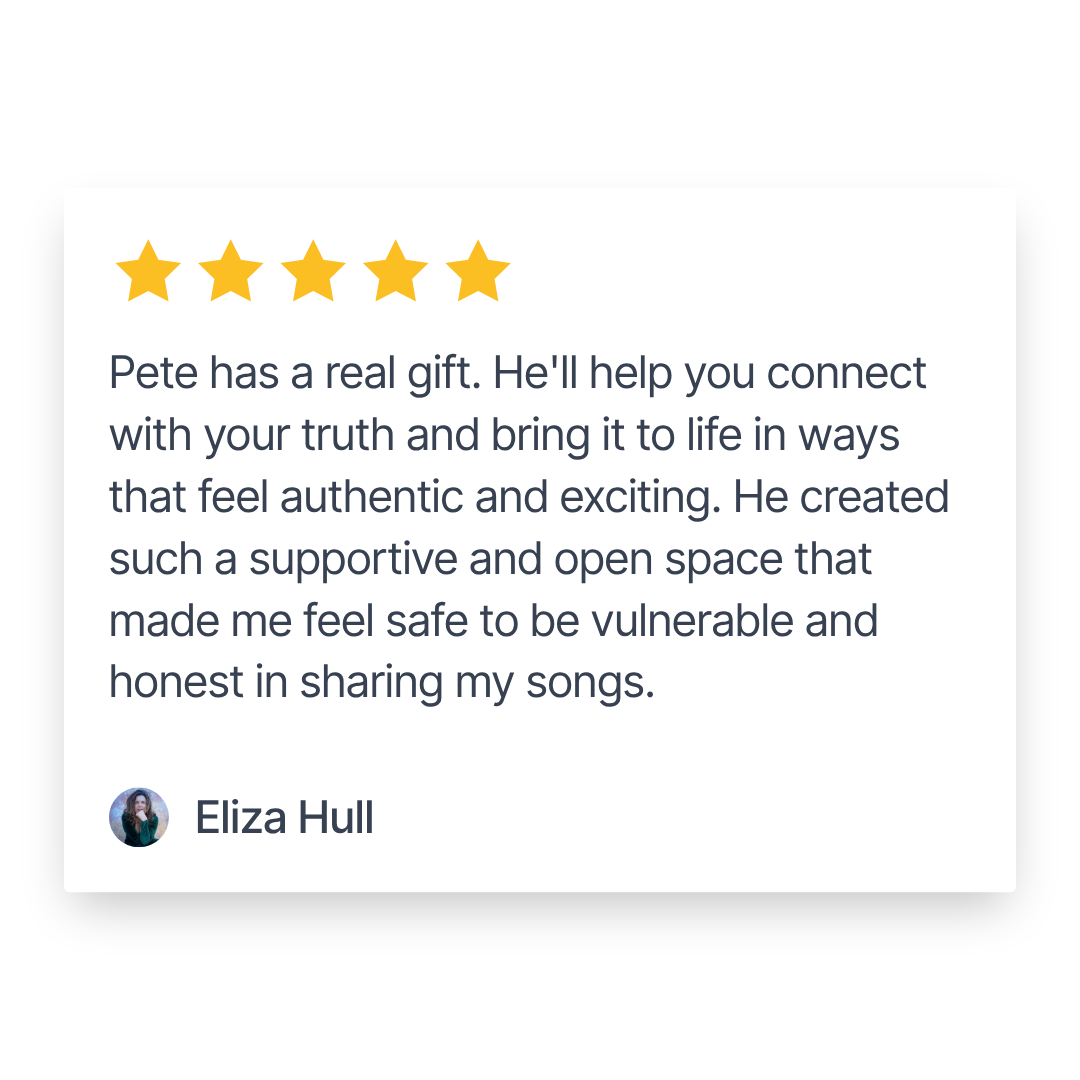 Pete has a real gift. He'll help you connect
with your truth and bring it to life in ways
that feel authentic and exciting. He created
such a supportive and open space that
made me feel safe to be vulnerable and
honest in sharing my songs.
Eliza Hull